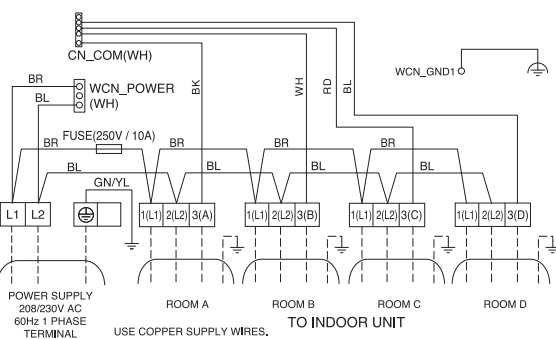 CN_COM(WH)
BR
WCN_POWER
(WH)
BL
BK
WH
RD
BL
WCN_GND1
FUSE(250V / 10A)
BR
BR
BR
BR
BL
BL
BL
BL
GN/YL
L1 L2
1(L1) 2(L2) 3(A)
1(L1) 2(L2) 3(B)
1(L1) 2(L2) 3(C)
1(L1) 2(L2) 3(D)
POWER SUPPLY
208/230V AC
60Hz 1 PHASE
TERMINAL
ROOM A
ROOM B
ROOM C
ROOM D
USE COPPER SUPPLY WIRES.
TO INDOOR UNIT